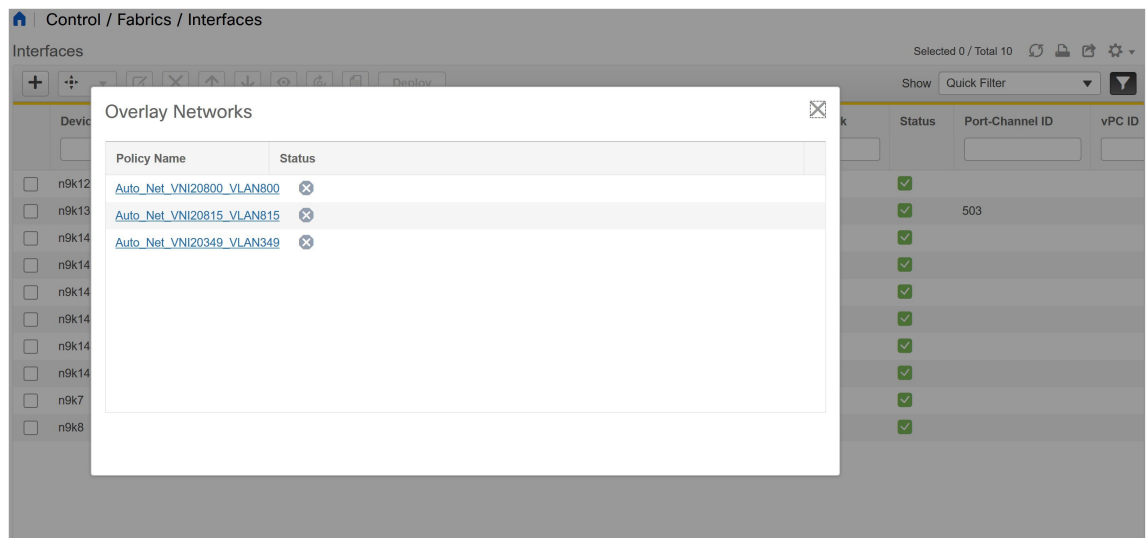 Control / Fabrics / Interfaces
Interfaces
Selected 0 / Total 10
Deploy
Show Quick Filter
Overlay Networks
Status Port-Channel ID vPC ID
Policy Name Status
Auto_Net_VNI20800_VLAN800
Auto_Net_VNI20815_VLAN815
Auto_Net_VNI20349_VLAN349
n9k12
n9k13 503
n9k14
n9k14
n9k14
n9k14
n9k14
n9k14
n9k7
n9k8